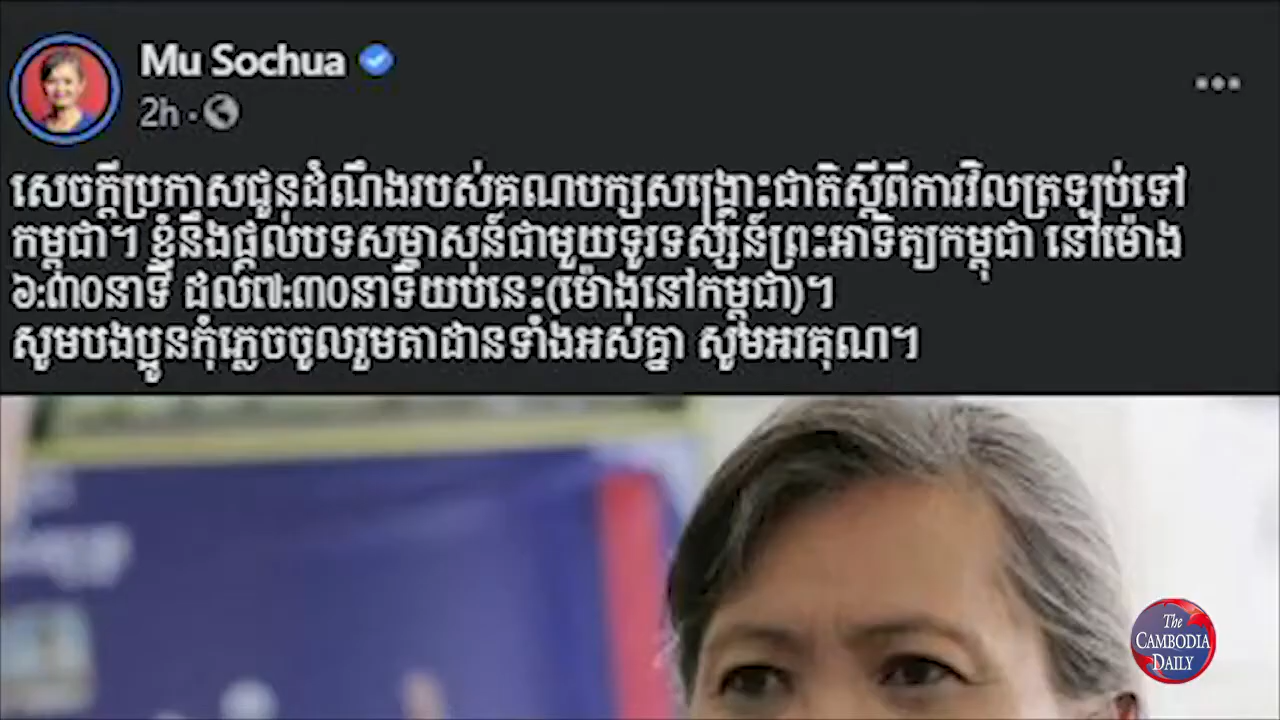 Mu Sochua
2h ·
សេចក្តីប្រកាសជូនដំណឹងរបស់គណបក្សសង្គ្រោះជាតិស្តីពីការវិលត្រឡប់ទៅ
កម្ពុជា។ ខ្ញុំនឹងផ្តល់បទសម្ភាសន៍ជាមួយទូរទស្សន៍ព្រះអាទិត្យកម្ពុជា នៅម៉ោង
៦:៣០នាទី ដល់៧:៣០នាទីយប់នេះ(ម៉ោងនៅកម្ពុជា)។
សូមបងប្អូនកុំភ្លេចចូលរួមតាដានទាំងអស់គ្នា សូមអរគុណ។
The
CAMBODIA
DAILY